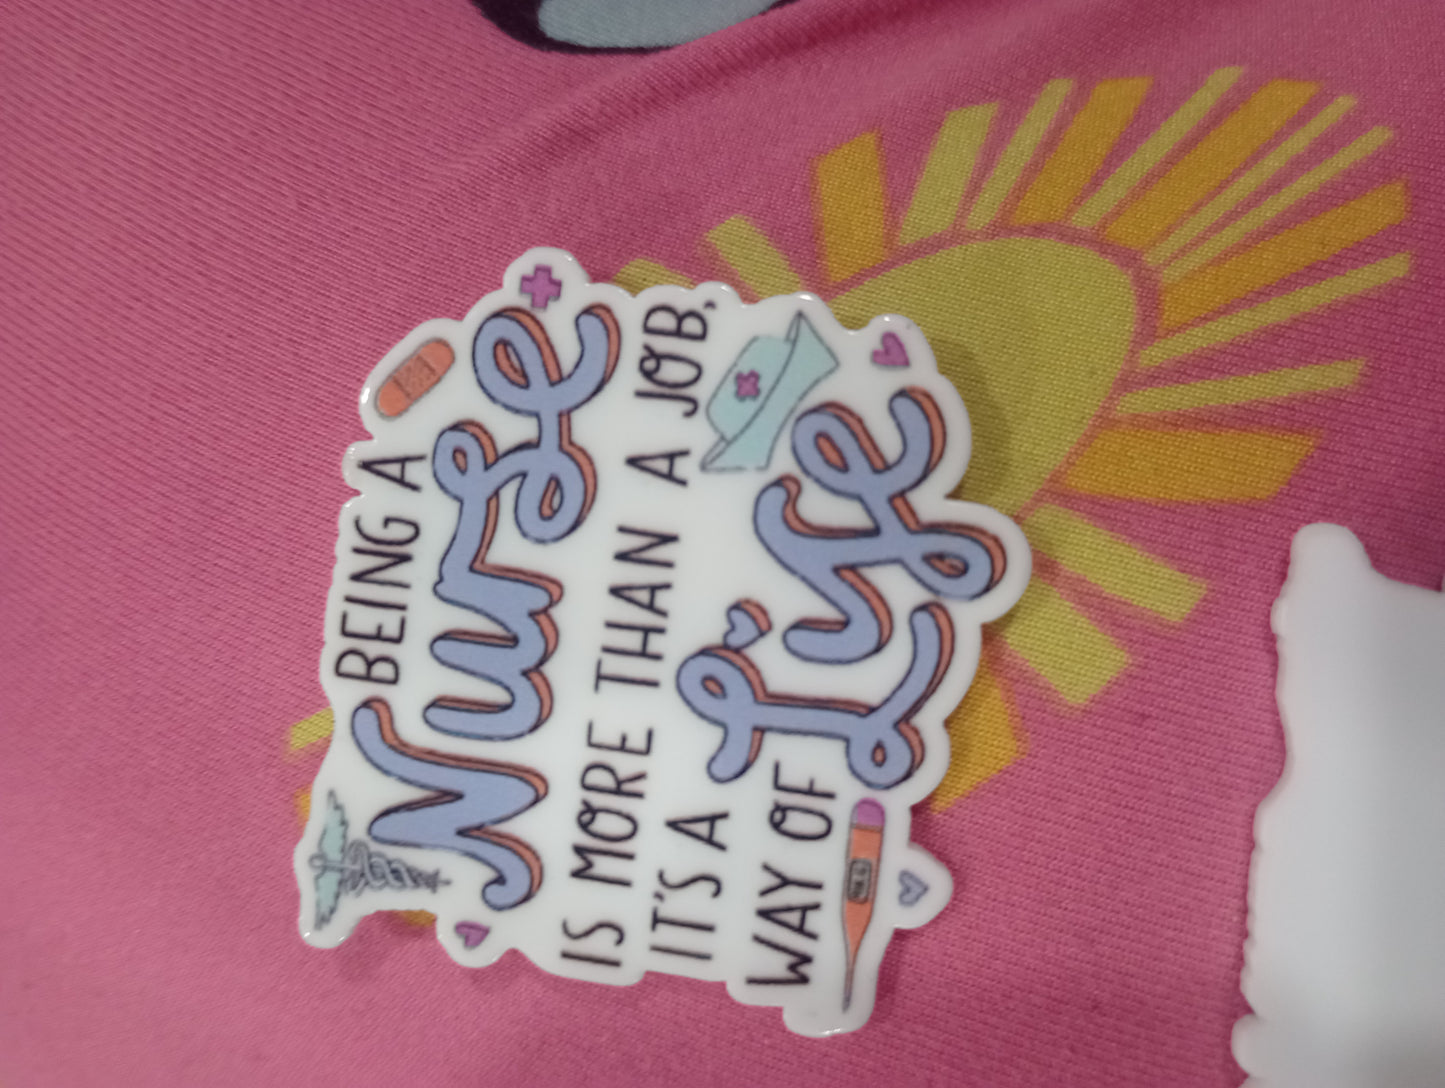 BEING A
Nurse
IS MORE THAN A JOB,
IT'S A
WAY OF Life